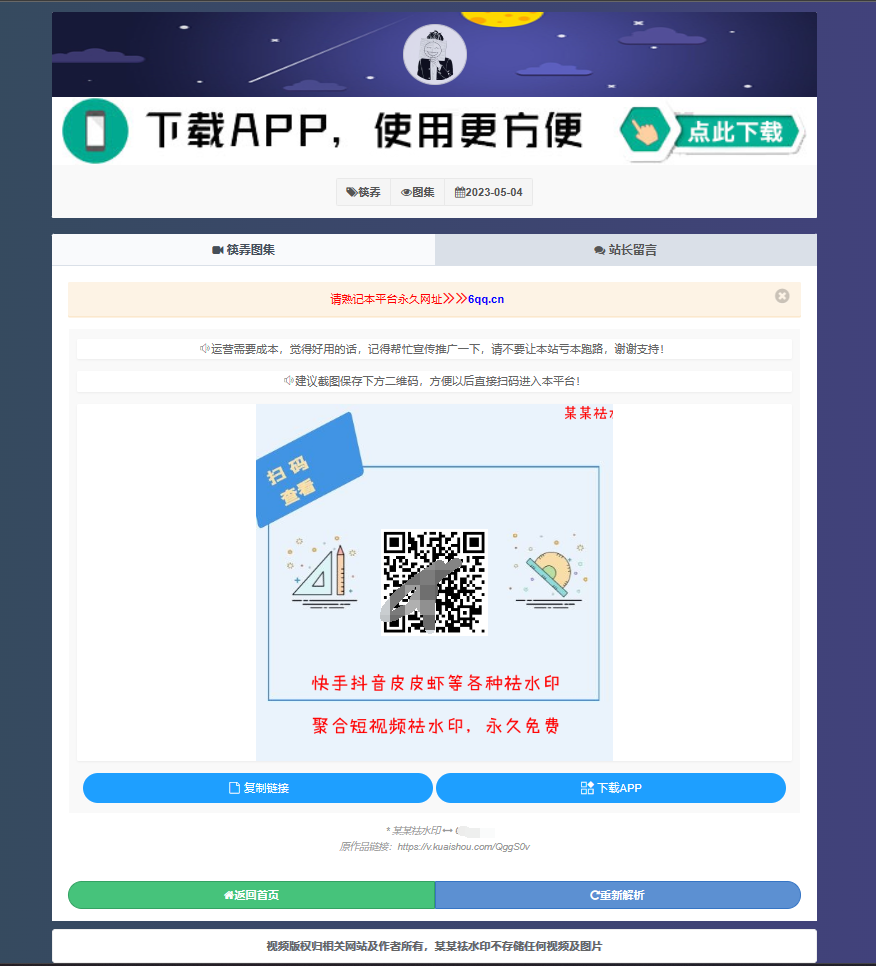 下载APP，使用更方便
点此下载
筷弄
图集
2023-05-04
筷弄图集
站长留言
请熟记本平台永久网址>>>6qq.cn
运营需要成本，觉得好用的话，记得帮忙宣传推广一下，请不要让本站亏本跑路，谢谢支持！
建议截图保存下方二维码，方便以后直接扫码进入本平台！
某某祛
扫码
查看
快手抖音皮皮虾等各种祛水印
聚合短视频祛水印，永久免费
复制链接
下载APP
* 某某祛水印
原作品链接：https://v.kuaishou.com/QggS0v
返回首页
重新解析
视频版权归相关网站及作者所有，某某祛水印不存储任何视频及图片